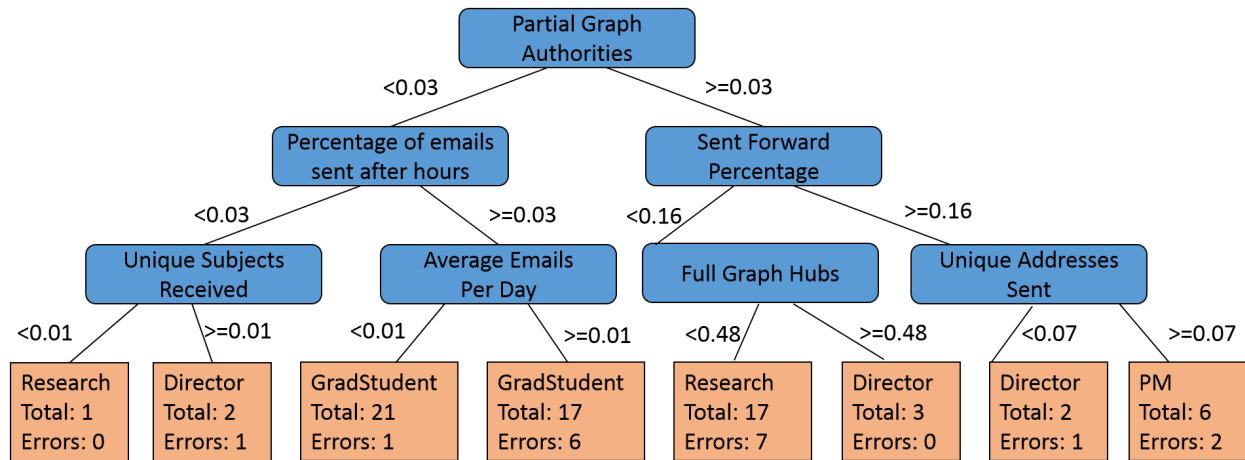 Partial Graph
Authorities
<0.03
>=0.03
Percentage of emails
sent after hours
Sent Forward
Percentage
<0.03
>=0.03
<0.16
>=0.16
Unique Subjects
Received
Average Emails
Per Day
Full Graph Hubs
Unique Addresses
Sent
<0.01
>=0.01
<0.01
>=0.01
<0.48
>=0.48
<0.07
>=0.07
Research
Total: 1
Errors: 0
Director
Total: 2
Errors: 1
GradStudent
Total: 21
Errors: 1
GradStudent
Total: 17
Errors: 6
Research
Total: 17
Errors: 7
Director
Total: 3
Errors: 0
Director
Total: 2
Errors: 1
PM
Total: 6
Errors: 2